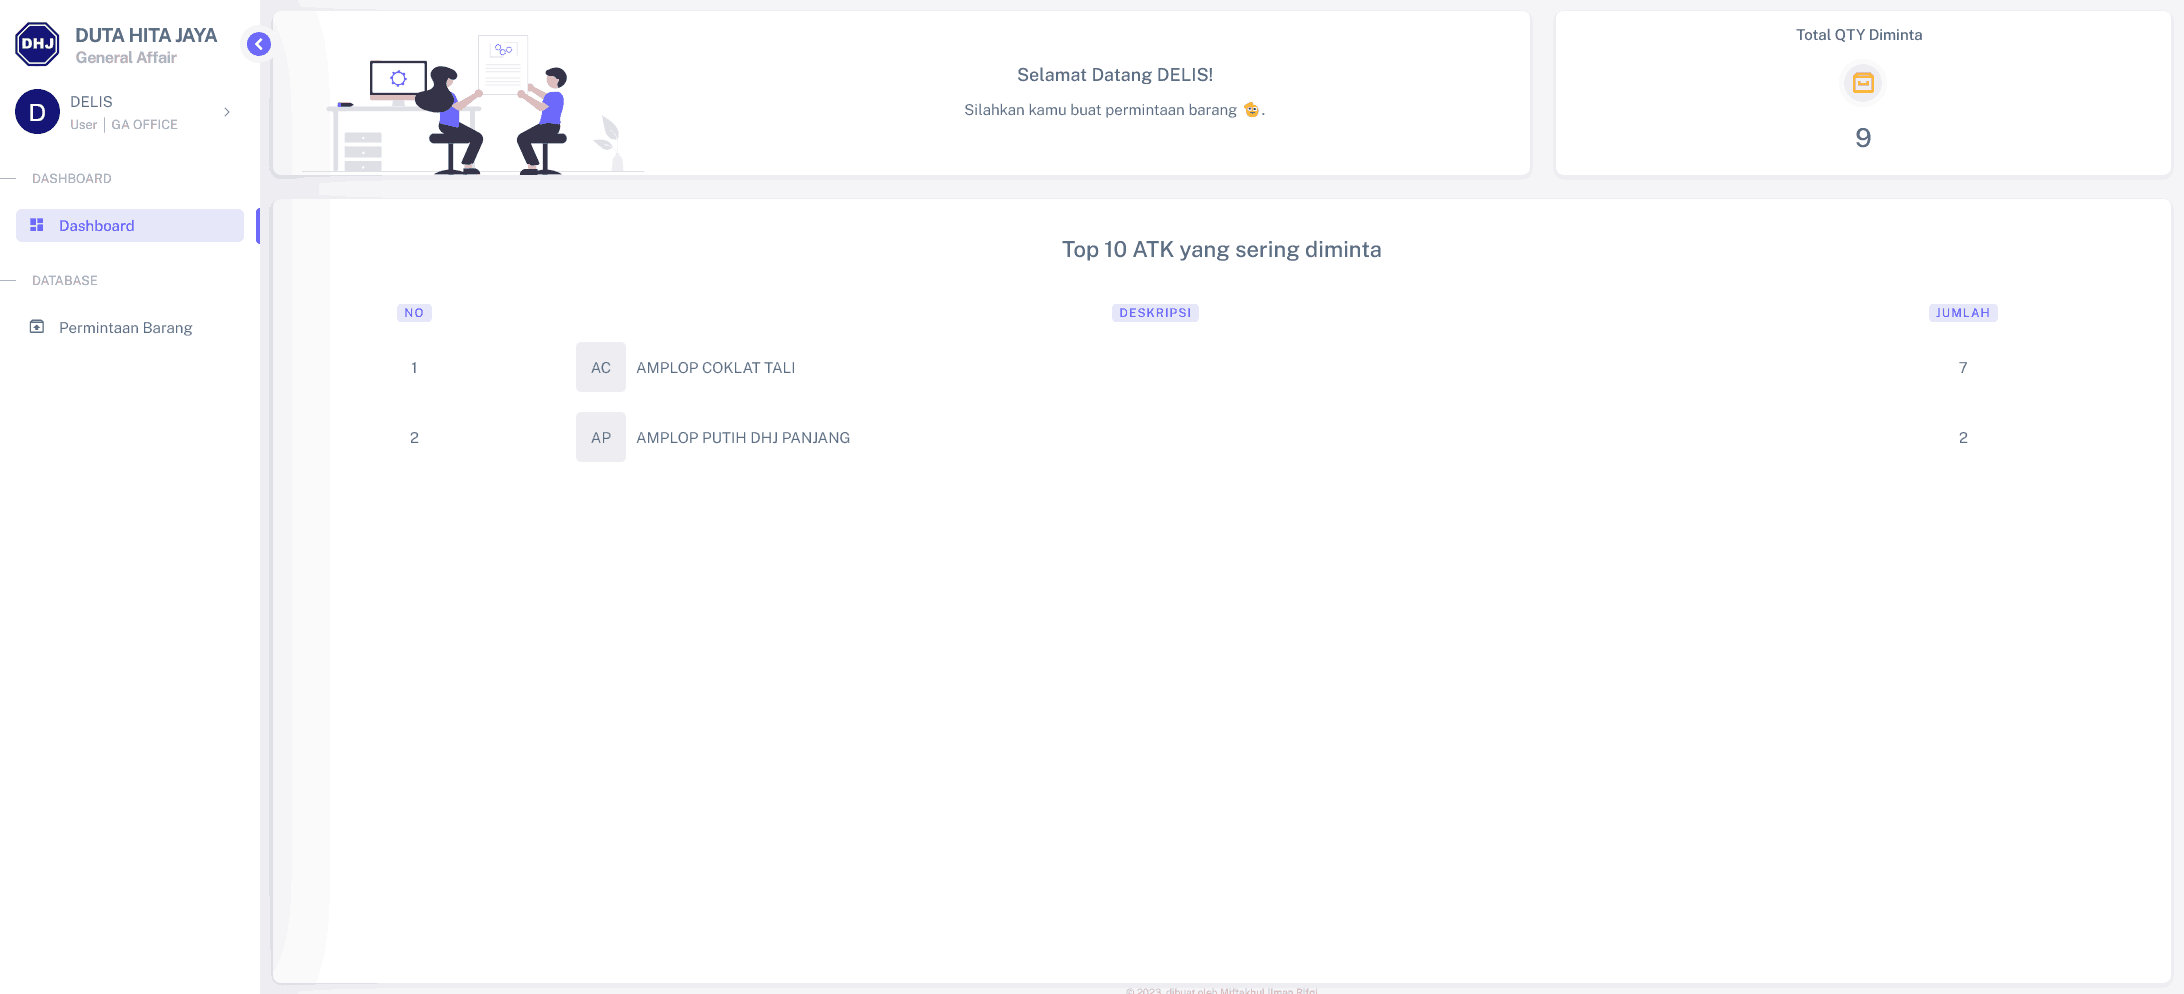 DHJ
DUTA HITA JAYA
General Affair
D
DELIS
User | GA OFFICE
DASHBOARD
Dashboard
DATABASE
Permintaan Barang
Selamat Datang DELIS!
Silahkan kamu buat permintaan barang 🤠.
Total QTY Diminta
9
Top 10 ATK yang sering diminta
NO DESKRIPSI JUMLAH
1 AC AMPLOP COKLAT TALI 7
2 AP AMPLOP PUTIH DHJ PANJANG 2
© 2023, dibuat oleh Miftakhul Ilman Rifqi